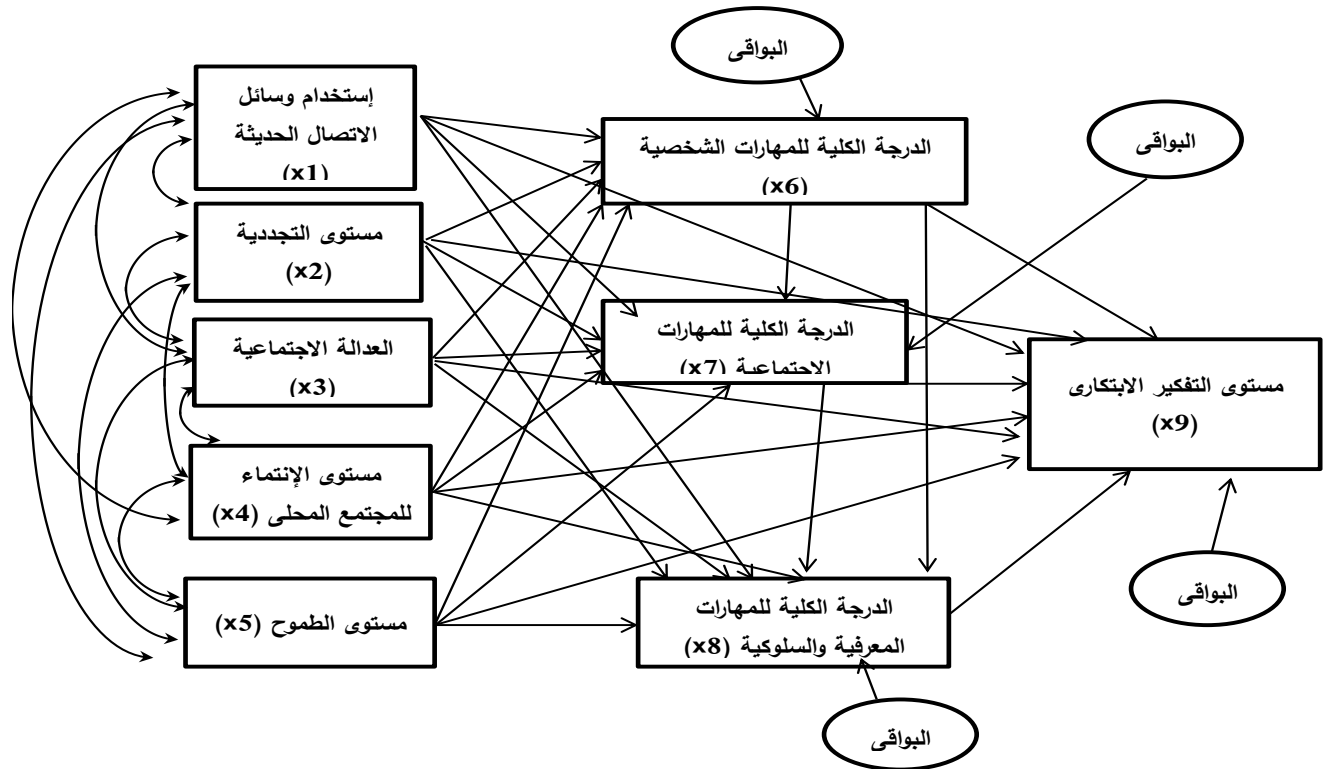 البواقى
إستخدام وسائل
الاتصال الحديثة
(x1)
الدرجة الكلية للمهارات الشخصية
(x6)
البواقى
مستوى التجددية
(x2)
الدرجة الكلية للمهارات
الاجتماعية (x7)
العدالة الاجتماعية
(x3)
مستوى التفكير الابتكارى
(x9)
مستوى الإنتماء
للمجتمع المحلى (x4)
البواقى
مستوى الطموح (x5)
الدرجة الكلية للمهارات
المعرفية والسلوكية (x8)
البواقى